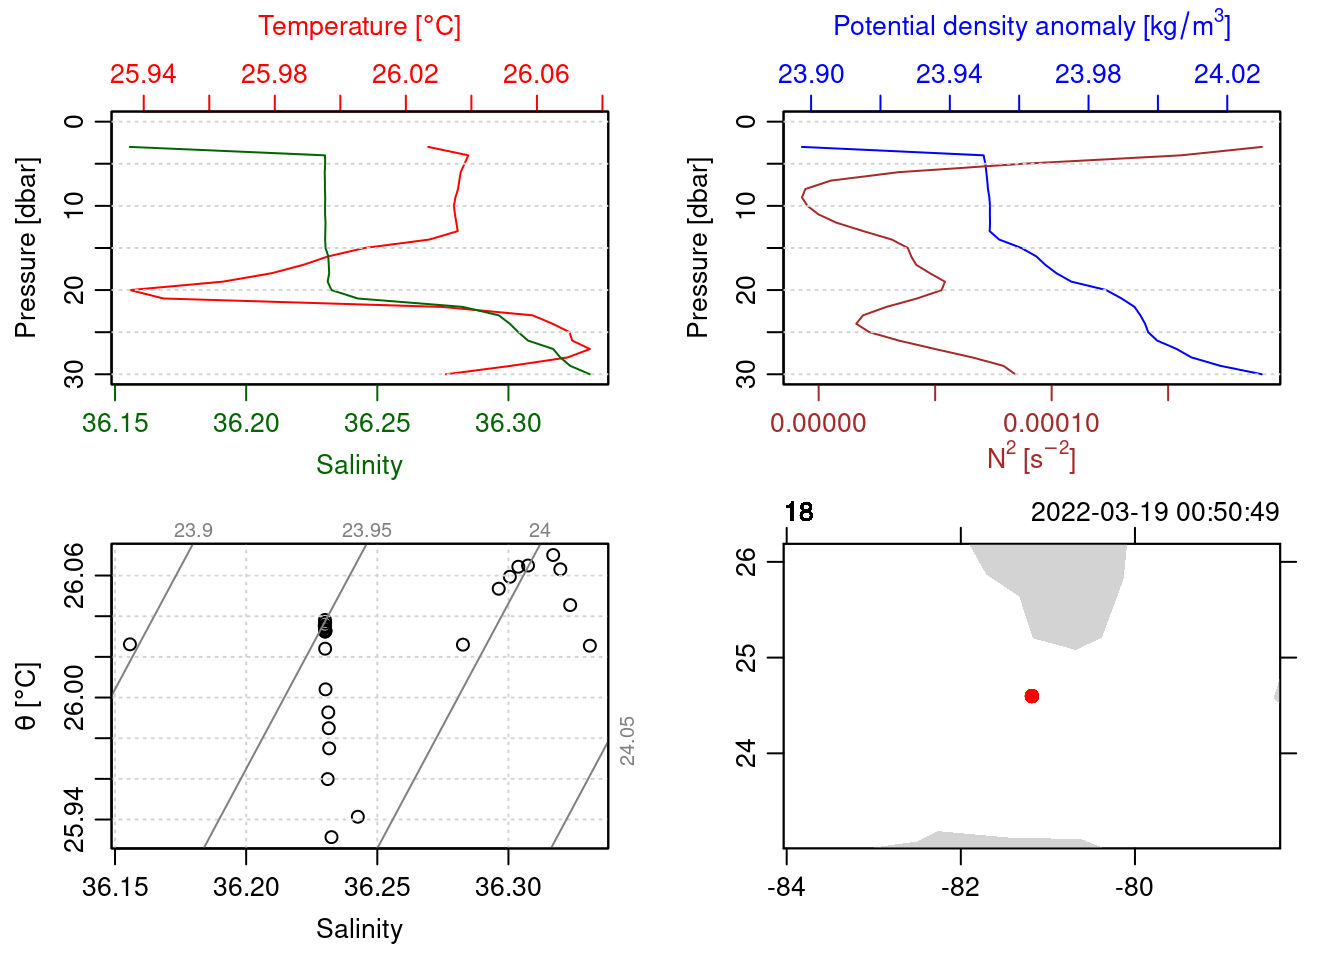 Temperature [°C]
25.94 25.98 26.02 26.06
0
10
20
30
Pressure [dbar]
36.15 36.20 36.25 36.30
Salinity
Potential density anomaly [kg/m³]
23.90 23.94 23.98 24.02
0
10
20
30
Pressure [dbar]
0.00000 0.00010
N² [s⁻²]
23.9 23.95 24
24.05
26.06
26.00
25.94
θ [°C]
36.15 36.20 36.25 36.30
Salinity
18 2022-03-19 00:50:49
26
25
24
-84 -82 -80